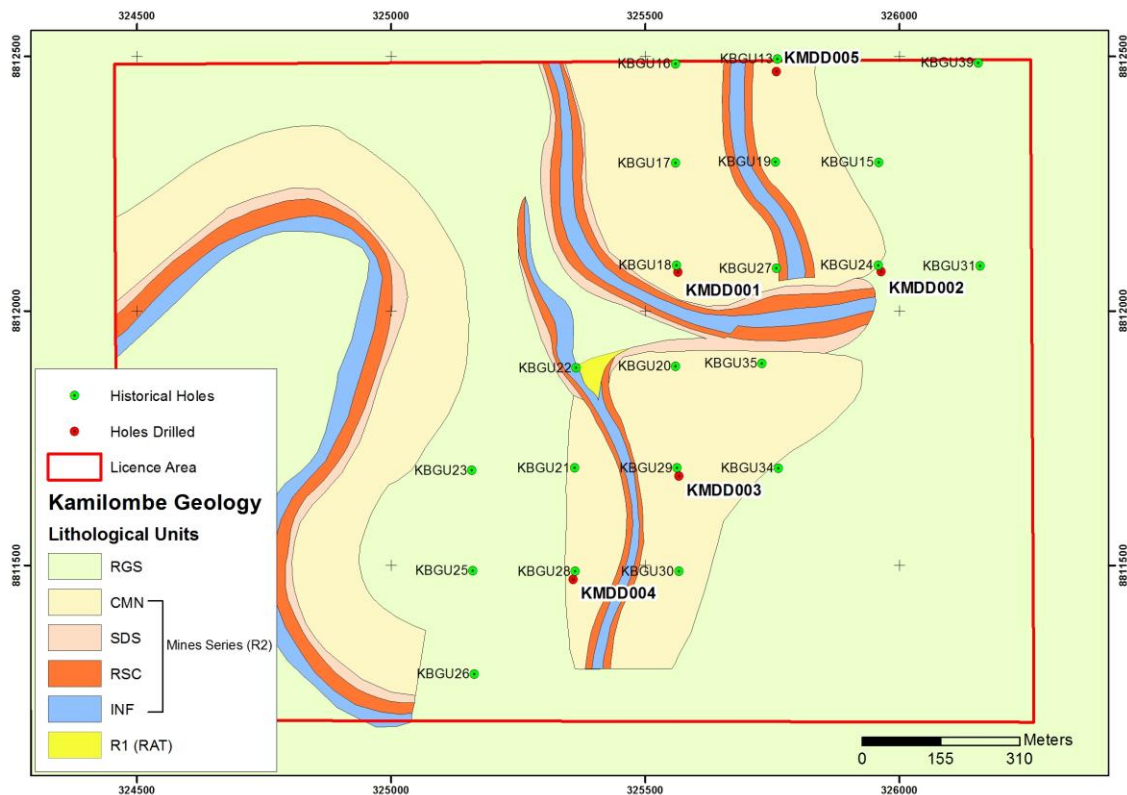 324500 325000 325500 326000
8812500 8812500
KBGU16 KBGU13 KMDD005 KBGU39
KBGU17 KBGU19 KBGU15
KBGU18 KBGU27 KBGU24 KBGU31
KMDD001 KMDD002
8812000 8812000
KBGU22 KBGU20 KBGU35
KBGU23 KBGU21 KBGU29 KBGU34
KMDD003
8811500 8811500
KBGU25 KBGU28 KBGU30
KMDD004
KBGU26
Historical Holes
Holes Drilled
Licence Area
Kamilombe Geology
Lithological Units
RGS
CMN
SDS
Mines Series (R2)
RSC
INF
R1 (RAT)
Meters
0 155 310
324500 325000 325500 326000